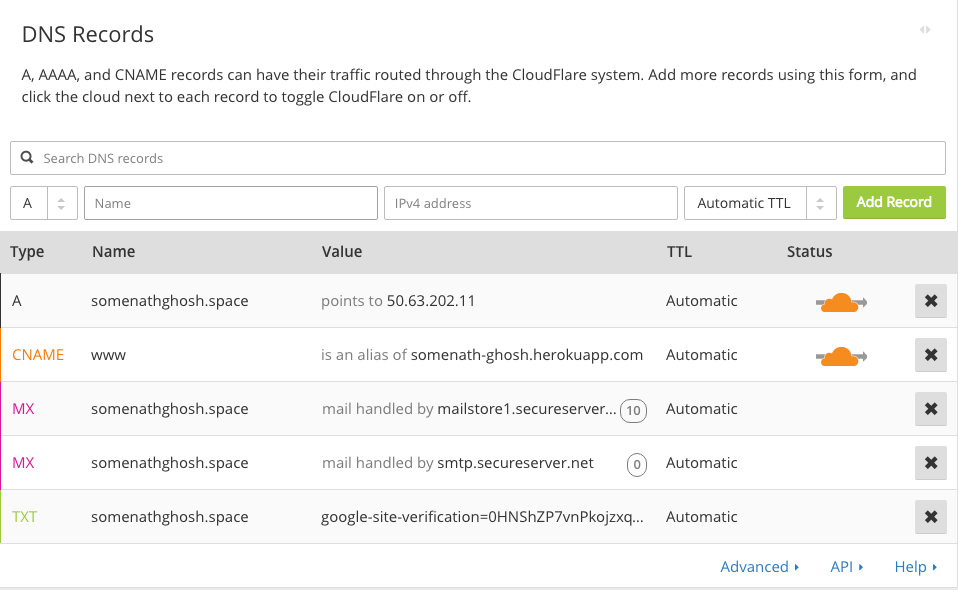 DNS Records
A, AAAA, and CNAME records can have their traffic routed through the CloudFlare system. Add more records using this form, and
click the cloud next to each record to toggle CloudFlare on or off.
Search DNS records
A Name IPv4 address Automatic TTL Add Record
Type Name Value TTL Status
A somenathghosh.space points to 50.63.202.11 Automatic
CNAME www is an alias of somenath-ghosh.herokuapp.com Automatic
MX somenathghosh.space mail handled by mailstore1.secureserver... 10 Automatic
MX somenathghosh.space mail handled by smtp.secureserver.net 0 Automatic
TXT somenathghosh.space google-site-verification=0HNShZP7vnPkojzxq... Automatic
Advanced API Help